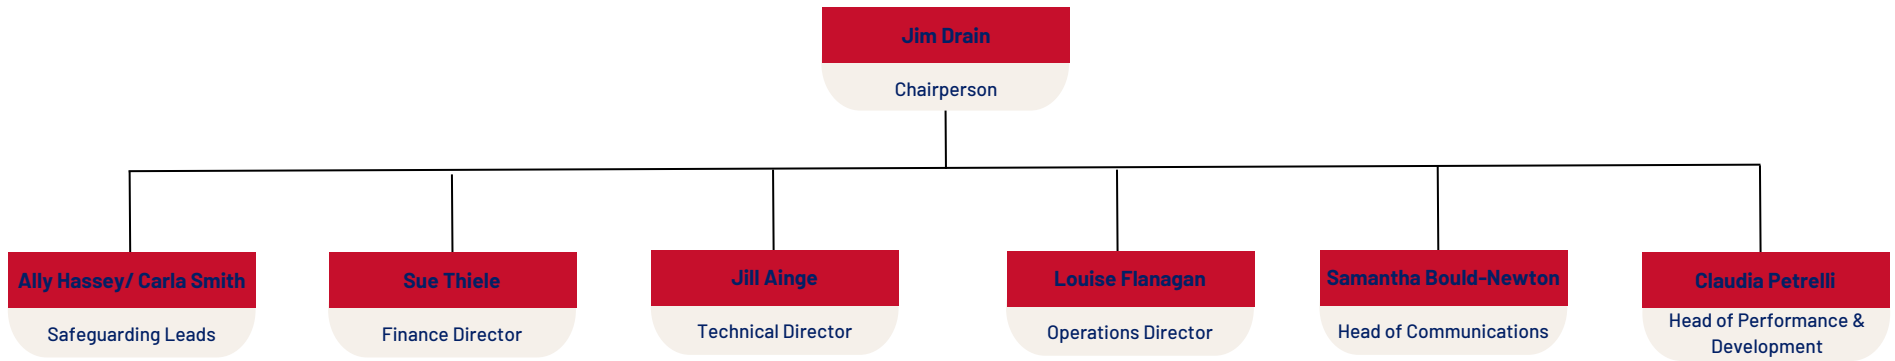 Jim Drain
Chairperson
Ally Hassey/ Carla Smith
Safeguarding Leads
Sue Thiele
Finance Director
Jill Ainge
Technical Director
Louise Flanagan
Operations Director
Samantha Bould-Newton
Head of Communications
Claudia Petrelli
Head of Performance &
Development